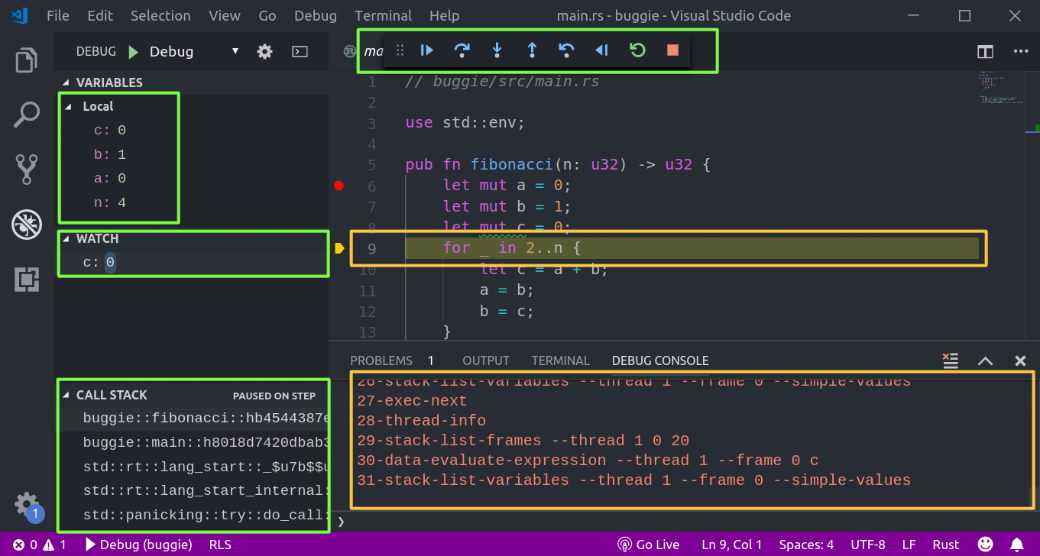 File Edit Selection View Go Debug Terminal Help main.rs - buggie - Visual Studio Code
DEBUG Debug
VARIABLES
Local
c: 0
b: 1
a: 0
n: 4
WATCH
c: 0
CALL STACK PAUSED ON STEP
buggie::fibonacci::hb4544387e
buggie::main::h8018d7420dbab3
std::rt::lang_start::_$u7b$$u
std::rt::lang_start_internal:
std::panicking::try::do_call:
ma
1 // buggie/src/main.rs
2
3 use std::env;
4
5 pub fn fibonacci(n: u32) -> u32 {
6 let mut a = 0;
7 let mut b = 1;
8 let mut c = 0;
9 for _ in 2..n {
10 let c = a + b;
11 a = b;
12 b = c;
13 }
PROBLEMS 1 OUTPUT TERMINAL DEBUG CONSOLE
26-stack-list-variables --thread 1 --frame 0 --simple-values
27-exec-next
28-thread-info
29-stack-list-frames --thread 1 0 20
30-data-evaluate-expression --thread 1 --frame 0 c
31-stack-list-variables --thread 1 --frame 0 --simple-values
❯
1
0 1 Debug (buggie) RLS Go Live Ln 9, Col 1 Spaces: 4 UTF-8 LF Rust